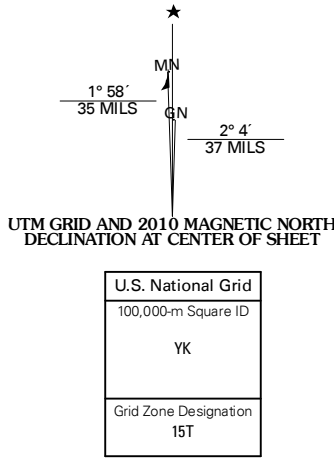 ★
MN
1° 58´
35 MILS
GN
2° 4´
37 MILS
UTM GRID AND 2010 MAGNETIC NORTH
DECLINATION AT CENTER OF SHEET
U.S. National Grid
100,000-m Square ID
YK
Grid Zone Designation
15T